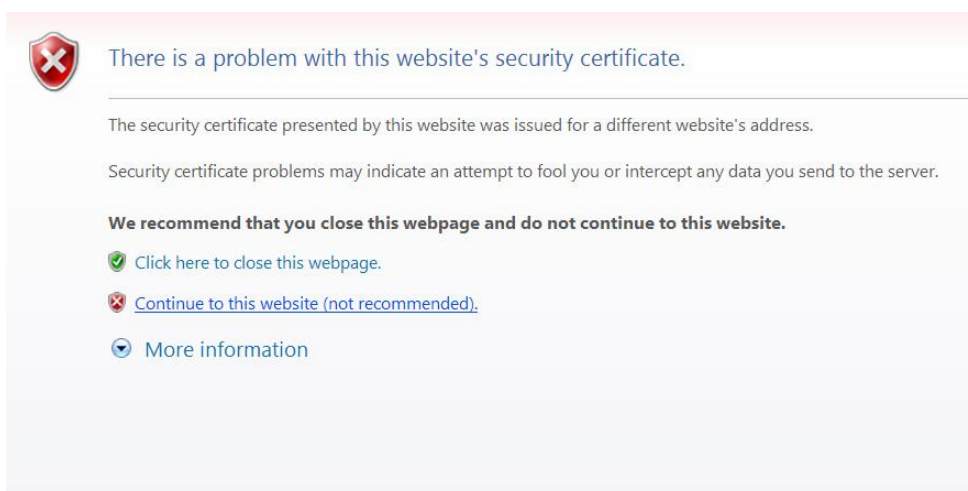 There is a problem with this website's security certificate.
The security certificate presented by this website was issued for a different website's address.
Security certificate problems may indicate an attempt to fool you or intercept any data you send to the server.
We recommend that you close this webpage and do not continue to this website.
Click here to close this webpage.
Continue to this website (not recommended).
More information